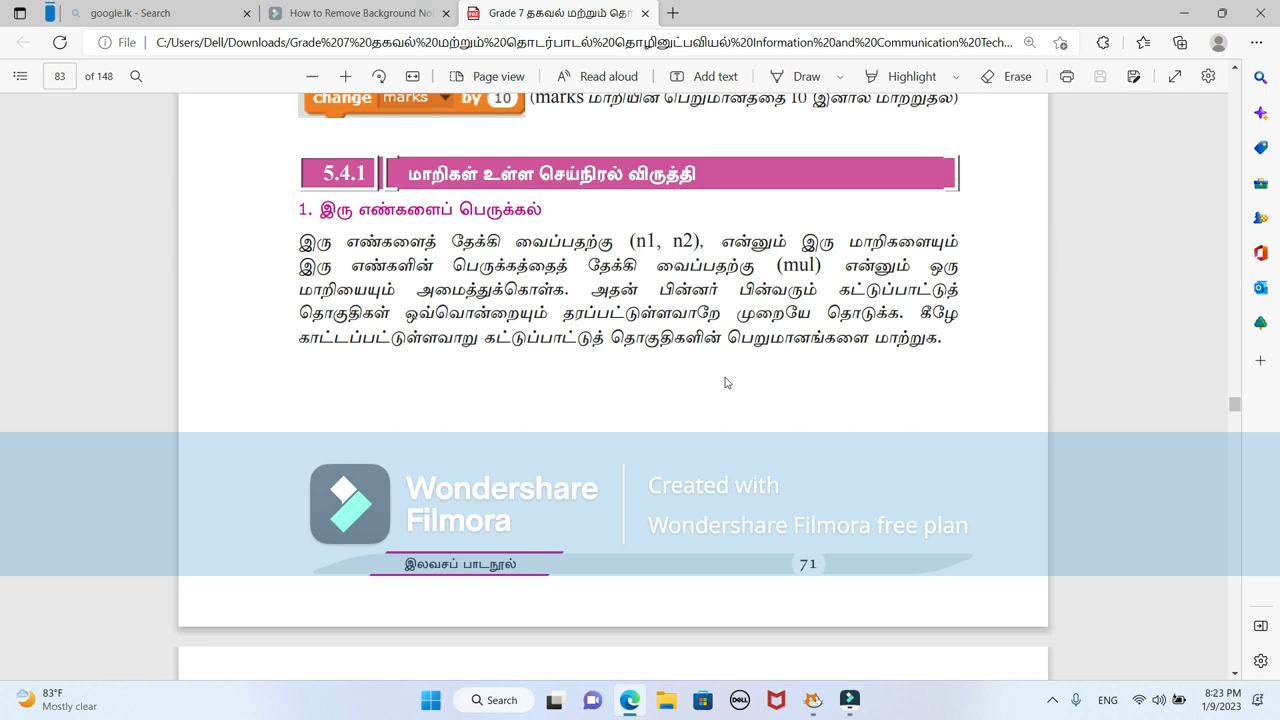 google.lk - Search
How to Remove Background Noi
Grade 7 தகவல் மற்றும் தொ
File
C:/Users/Dell/Downloads/Grade%207%20தகவல்%20மற்றும்%20தொடர்பாடல்%20தொழினுட்பவியல்%20Information%20and%20Communication%20Tech...
83 of 148
Page view
Read aloud
Add text
Draw
Highlight
Erase
change marks by 10 (marks மாறியின் பெறுமானத்தை 10 இனால் மாற்றுதல்)
5.4.1 மாறிகள் உள்ள செய்நிரல் விருத்தி
1. இரு எண்களைப் பெருக்கல்
இரு எண்களைத் தேக்கி வைப்பதற்கு (n1, n2), என்னும் இரு மாறிகளையும்
இரு எண்களின் பெருக்கத்தைத் தேக்கி வைப்பதற்கு (mul) என்னும் ஒரு
மாறியையும் அமைத்துக்கொள்க. அதன் பின்னர் பின்வரும் கட்டுப்பாட்டுத்
தொகுதிகள் ஒவ்வொன்றையும் தரப்பட்டுள்ளவாறே முறையே தொடுக்க. கீழே
காட்டப்பட்டுள்ளவாறு கட்டுப்பாட்டுத் தொகுதிகளின் பெறுமானங்களை மாற்றுக.
Wondershare
Filmora
Created with
Wondershare Filmora free plan
இலவசப் பாடநூல்
71
83°F
Mostly clear
Search
DELL
ENG
8:23 PM
1/9/2023